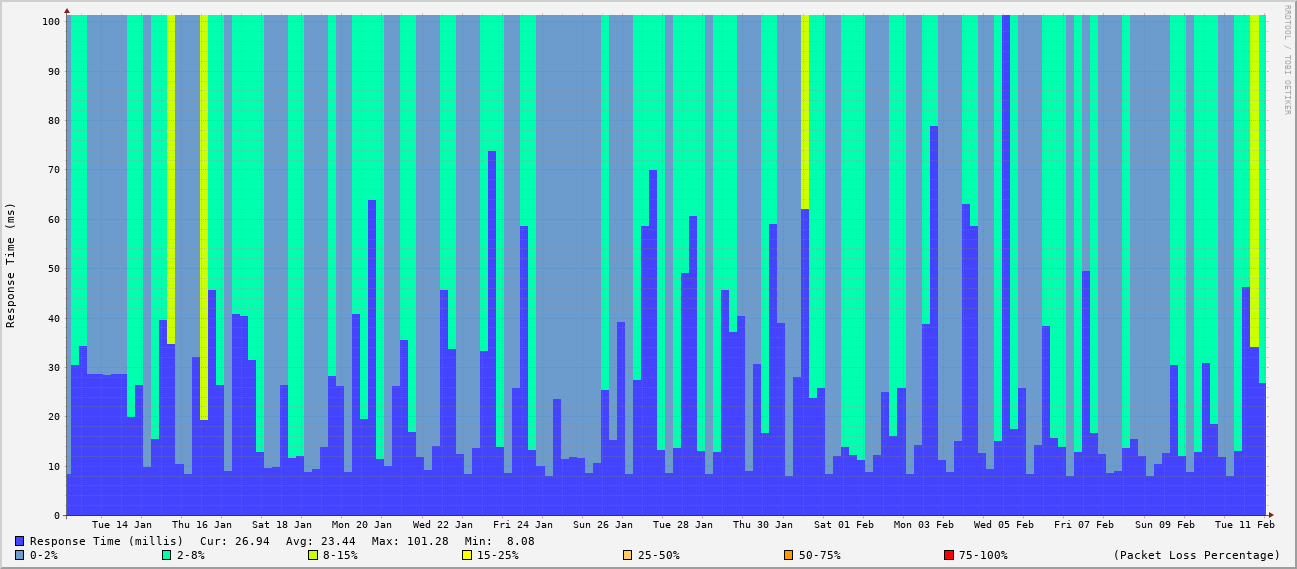 RRDTOOL / TOBI OETIKER
Response Time (ms)
100
90
80
70
60
50
40
30
20
10
0
Tue 14 Jan Thu 16 Jan Sat 18 Jan Mon 20 Jan Wed 22 Jan Fri 24 Jan Sun 26 Jan Tue 28 Jan Thu 30 Jan Sat 01 Feb Mon 03 Feb Wed 05 Feb Fri 07 Feb Sun 09 Feb Tue 11 Feb
Response Time (millis) Cur: 26.94 Avg: 23.44 Max: 101.28 Min: 8.08
0-2% 2-8% 8-15% 15-25% 25-50% 50-75% 75-100% (Packet Loss Percentage)